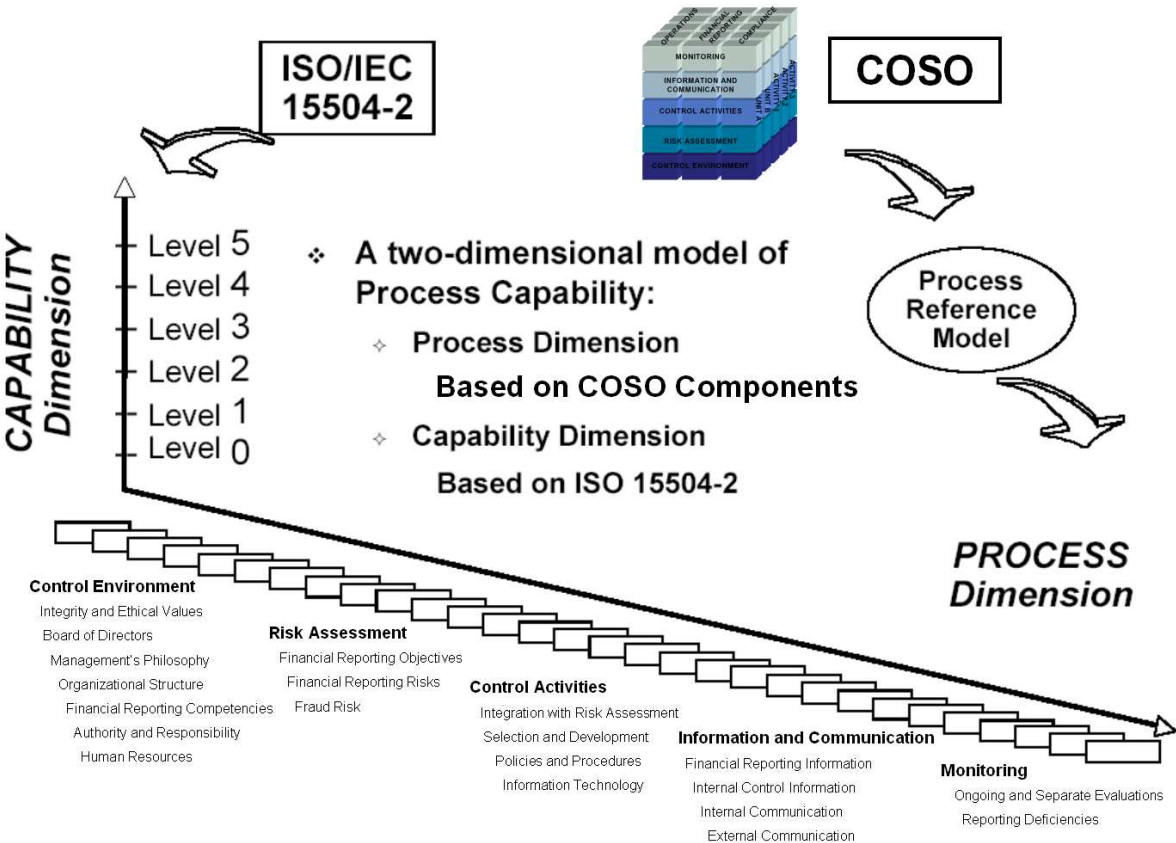 ISO/IEC
15504-2
OPERATIONS
FINANCIAL
REPORTING
COMPLIANCE
MONITORING
INFORMATION AND
COMMUNICATION
CONTROL ACTIVITIES
RISK ASSESSMENT
CONTROL ENVIRONMENT
UNIT A
UNIT B
ACTIVITY 1
ACTIVITY 2
COSO
CAPABILITY
Dimension
Level 5
Level 4
Level 3
Level 2
Level 1
Level 0
❖ A two-dimensional model of
Process Capability:
✧ Process Dimension
Based on COSO Components
✧ Capability Dimension
Based on ISO 15504-2
Process
Reference
Model
PROCESS
Dimension
Control Environment
Integrity and Ethical Values
Board of Directors
Management's Philosophy
Organizational Structure
Financial Reporting Competencies
Authority and Responsibility
Human Resources
Risk Assessment
Financial Reporting Objectives
Financial Reporting Risks
Fraud Risk
Control Activities
Integration with Risk Assessment
Selection and Development
Policies and Procedures
Information Technology
Information and Communication
Financial Reporting Information
Internal Control Information
Internal Communication
External Communication
Monitoring
Ongoing and Separate Evaluations
Reporting Deficiencies